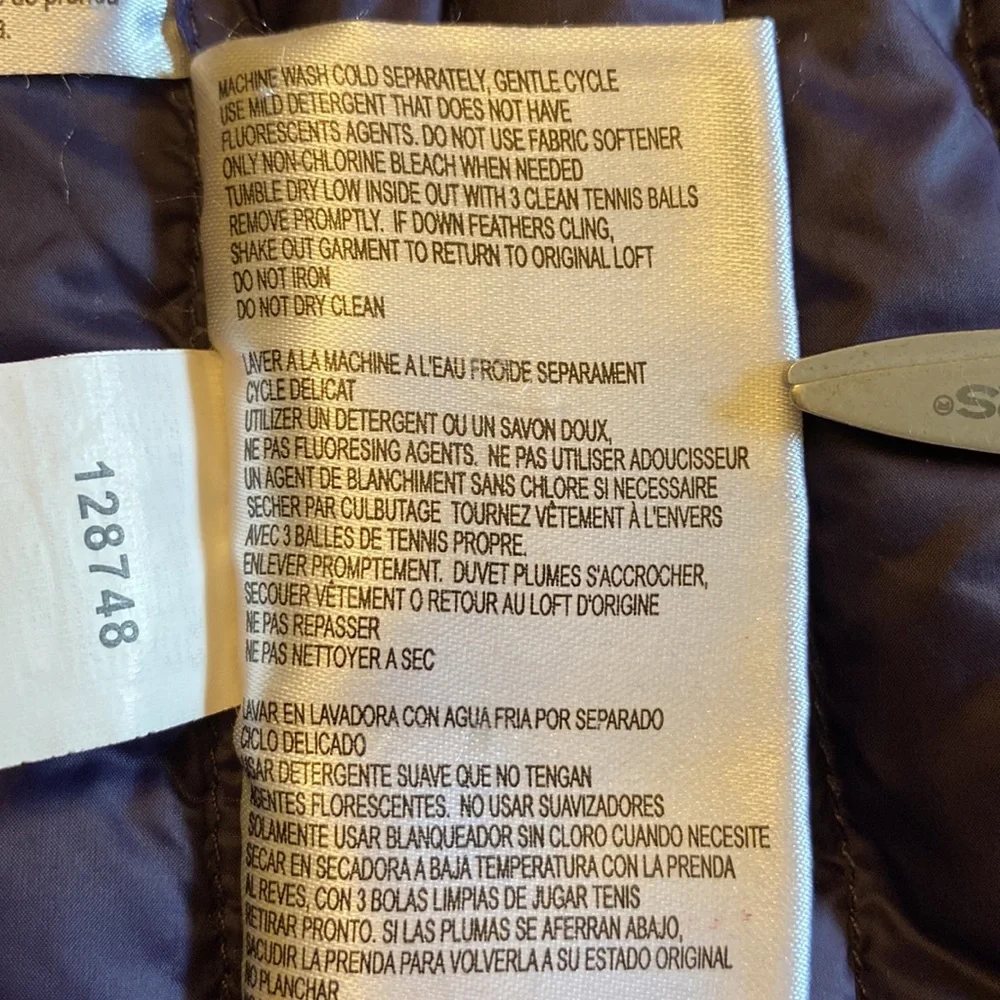 a.
MACHINE WASH COLD SEPARATELY, GENTLE CYCLE
USE MILD DETERGENT THAT DOES NOT HAVE
FLUORESCENTS AGENTS. DO NOT USE FABRIC SOFTENER
ONLY NON-CHLORINE BLEACH WHEN NEEDED
TUMBLE DRY LOW INSIDE OUT WITH 3 CLEAN TENNIS BALLS
REMOVE PROMPTLY. IF DOWN FEATHERS CLING,
SHAKE OUT GARMENT TO RETURN TO ORIGINAL LOFT
DO NOT IRON
DO NOT DRY CLEAN
LAVER A LA MACHINE A L'EAU FROIDE SEPARAMENT
CYCLE DELICAT
UTILIZER UN DETERGENT OU UN SAVON DOUX,
NE PAS FLUORESING AGENTS. NE PAS UTILISER ADOUCISSEUR
UN AGENT DE BLANCHIMENT SANS CHLORE SI NECESSAIRE
SECHER PAR CULBUTAGE TOURNEZ VÊTEMENT À L'ENVERS
AVEC 3 BALLES DE TENNIS PROPRE.
ENLEVER PROMPTEMENT. DUVET PLUMES S'ACCROCHER,
SECOUER VÊTEMENT O RETOUR AU LOFT D'ORIGINE
NE PAS REPASSER
NE PAS NETTOYER A SEC
LAVAR EN LAVADORA CON AGUA FRIA POR SEPARADO
CICLO DELICADO
USAR DETERGENTE SUAVE QUE NO TENGAN
AGENTES FLORESCENTES. NO USAR SUAVIZADORES
SOLAMENTE USAR BLANQUEADOR SIN CLORO CUANDO NECESITE
SECAR EN SECADORA A BAJA TEMPERATURA CON LA PRENDA
AL REVES, CON 3 BOLAS LIMPIAS DE JUGAR TENIS
RETIRAR PRONTO. SI LAS PLUMAS SE AFERRAN ABAJO,
SACUDIR LA PRENDA PARA VOLVERLA A SU ESTADO ORIGINAL
NO PLANCHAR
128748
®S